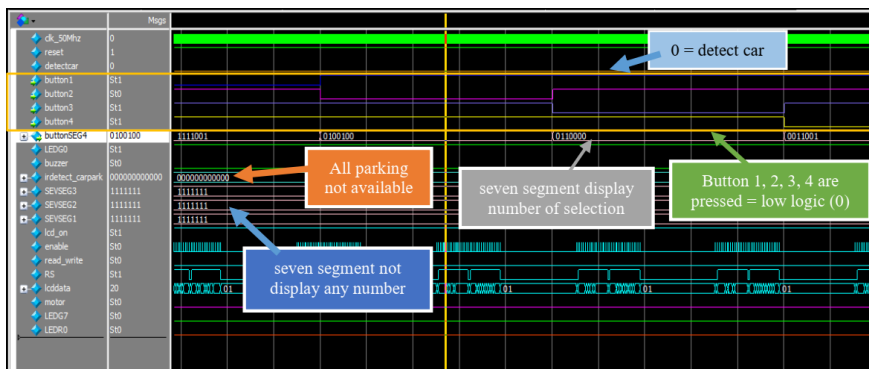 Msgs
clk_50Mhz 0
reset 1
detectcar 0
button1 St1
button2 St0
button3 St1
button4 St1
buttonSEG4 0100100 1111001 0100100 0110000 0011001
LEDG0 St1
buzzer St0
irdetect_carpark 000000000000 000000000000
SEVSEG3 1111111 1111111
SEVSEG2 1111111 1111111
SEVSEG1 1111111 1111111
lcd_on St1
enable St0
read_write St0
RS St1
lcddata 20 01 01 01 01
motor St0
LEDG7 St0
LEDR0 St0
0 = detect car
All parking
not available
seven segment display
number of selection
Button 1, 2, 3, 4 are
pressed = low logic (0)
seven segment not
display any number